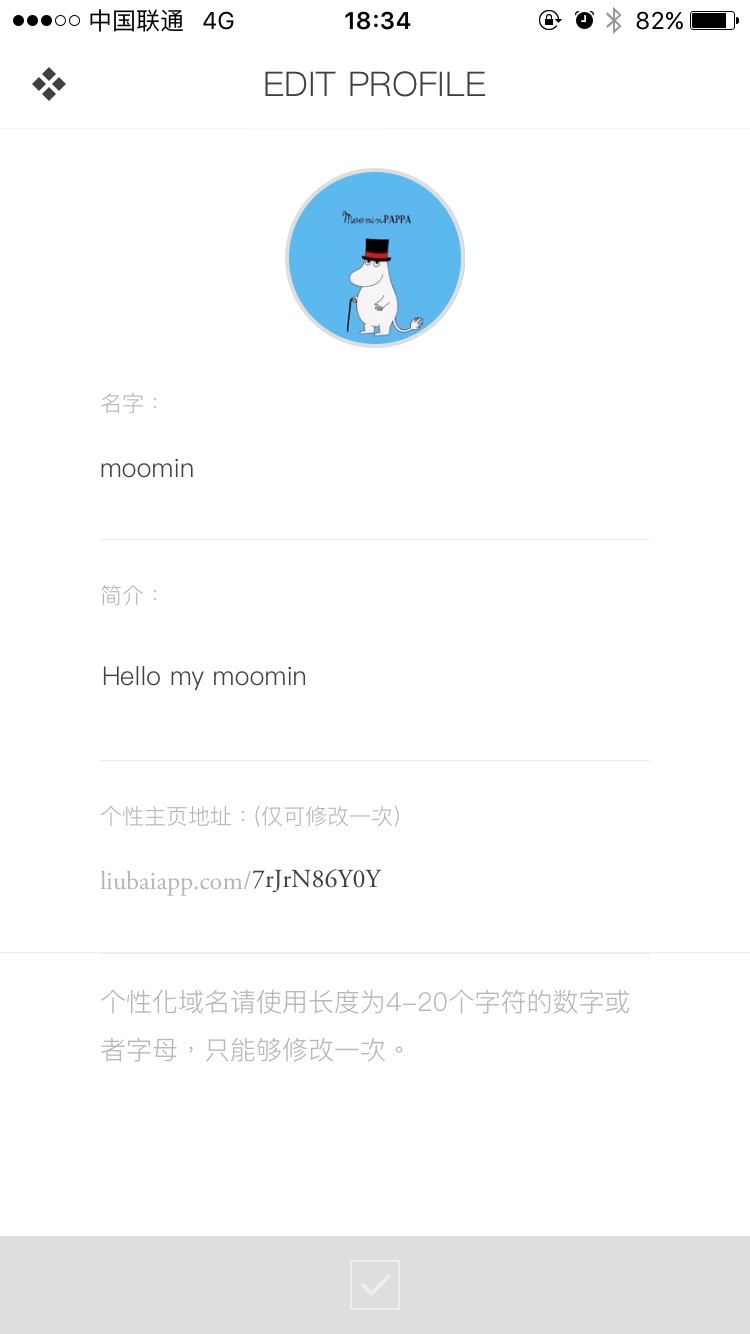 中国联通 4G 18:34 82%
EDIT PROFILE
MoominPAPPA
名字：
moomin
简介：
Hello my moomin
个性主页地址：(仅可修改一次)
liubaiapp.com/7rJrN86Y0Y
个性化域名请使用长度为4-20个字符的数字或
者字母，只能够修改一次。